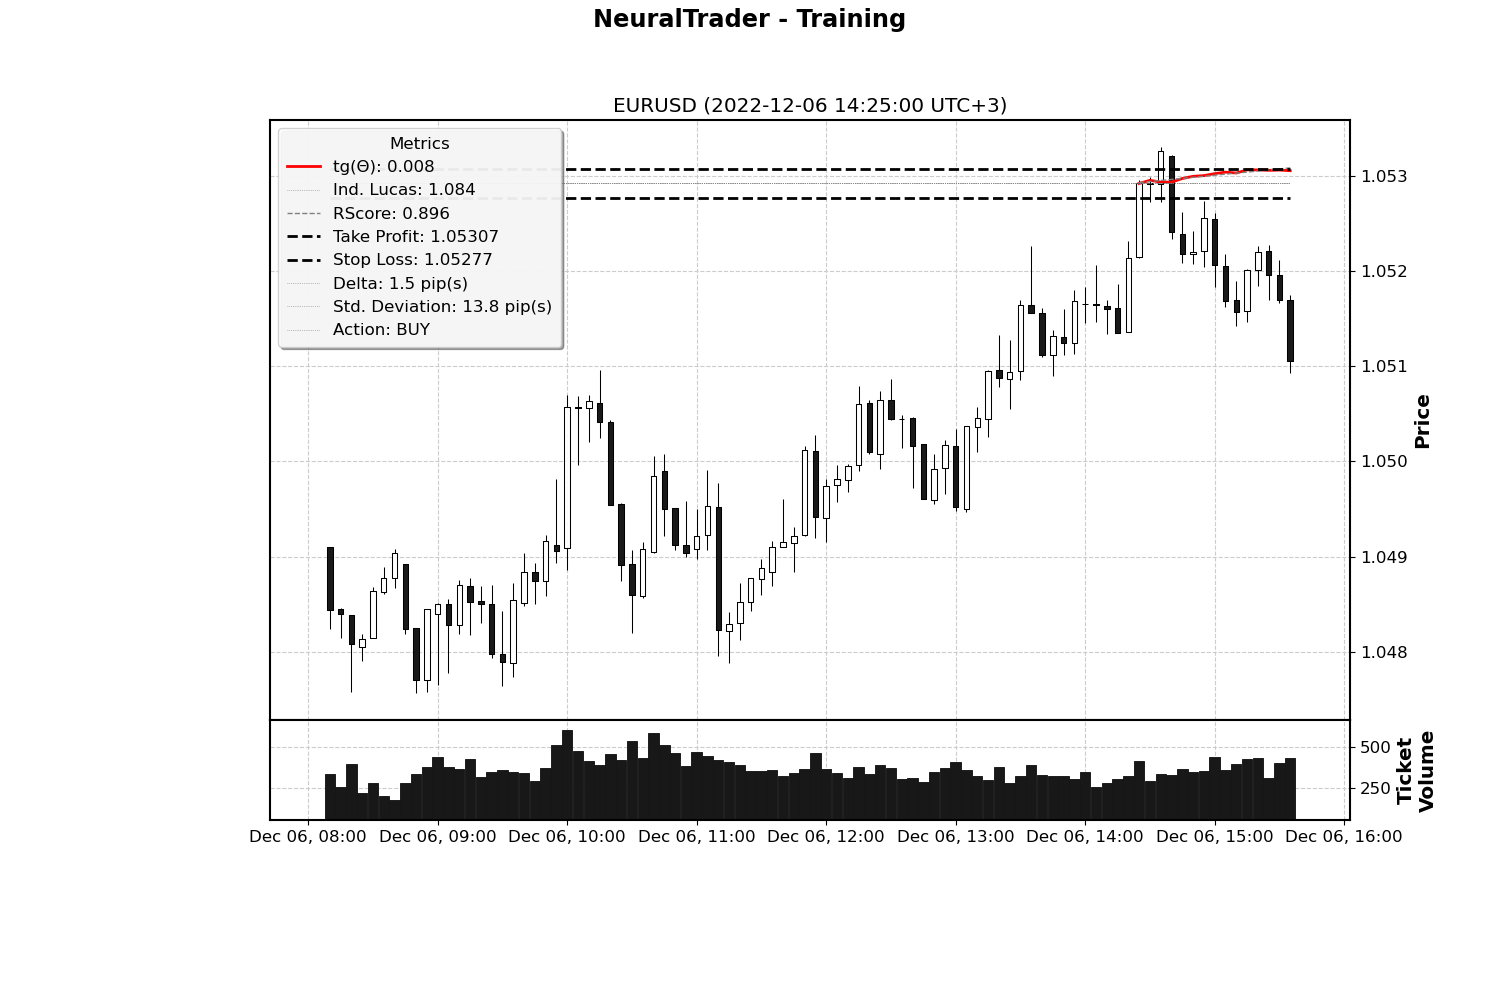 NeuralTrader - Training
EURUSD (2022-12-06 14:25:00 UTC+3)
Metrics
tg(Θ): 0.008
Ind. Lucas: 1.084
RScore: 0.896
Take Profit: 1.05307
Stop Loss: 1.05277
Delta: 1.5 pip(s)
Std. Deviation: 13.8 pip(s)
Action: BUY
1.053
1.052
1.051
1.050
1.049
1.048
Price
500
250
Ticket
Volume
Dec 06, 08:00
Dec 06, 09:00
Dec 06, 10:00
Dec 06, 11:00
Dec 06, 12:00
Dec 06, 13:00
Dec 06, 14:00
Dec 06, 15:00
Dec 06, 16:00